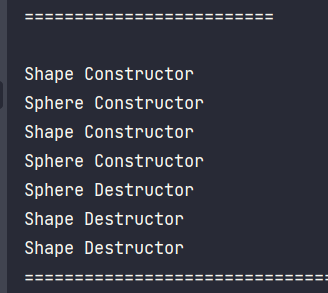 =========================
Shape Constructor
Sphere Constructor
Shape Constructor
Sphere Constructor
Sphere Destructor
Shape Destructor
Shape Destructor
===============================